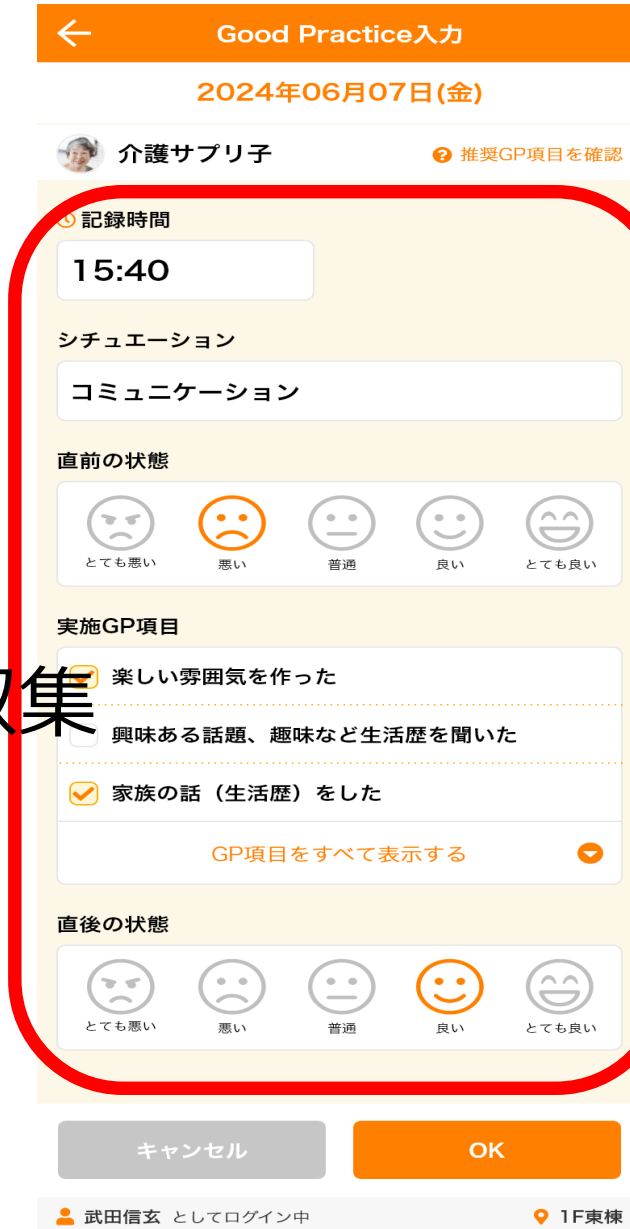 Good Practice入力
2024年06月07日(金)
介護サプリ子
推奨GP項目を確認
記録時間
15:40
シチュエーション
コミュニケーション
直前の状態
とても悪い 悪い 普通 良い とても良い
実施GP項目
楽しい雰囲気を作った
集
興味ある話題、趣味など生活歴を聞いた
家族の話（生活歴）をした
GP項目をすべて表示する
直後の状態
とても悪い 悪い 普通 良い とても良い
キャンセル OK
武田信玄 としてログイン中 1F東棟